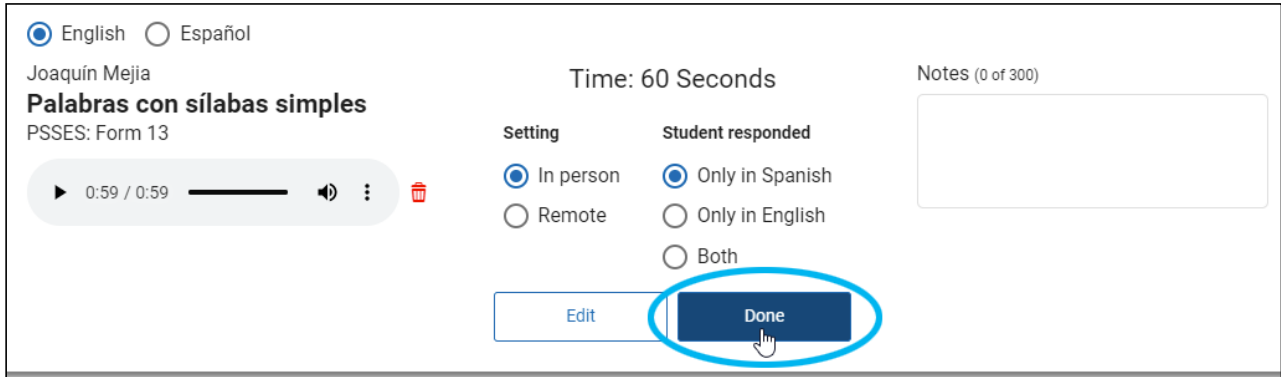 English Español
Joaquín Mejia
Palabras con sílabas simples
PSSES: Form 13
0:59 / 0:59
Time: 60 Seconds
Setting
In person
Remote
Student responded
Only in Spanish
Only in English
Both
Edit
Done
Notes (0 of 300)